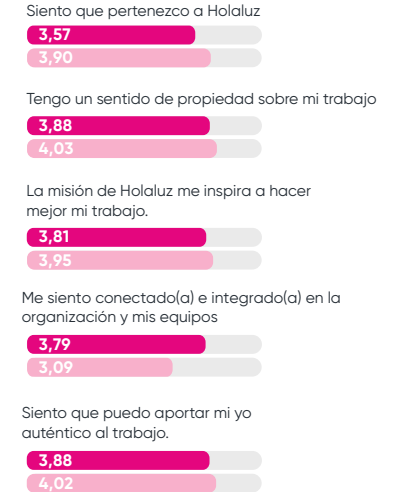 Siento que pertenezco a Holaluz
3,57
3,90
Tengo un sentido de propiedad sobre mi trabajo
3,88
4,03
La misión de Holaluz me inspira a hacer
mejor mi trabajo.
3,81
3,95
Me siento conectado(a) e integrado(a) en la
organización y mis equipos
3,79
3,09
Siento que puedo aportar mi yo
auténtico al trabajo.
3,88
4,02